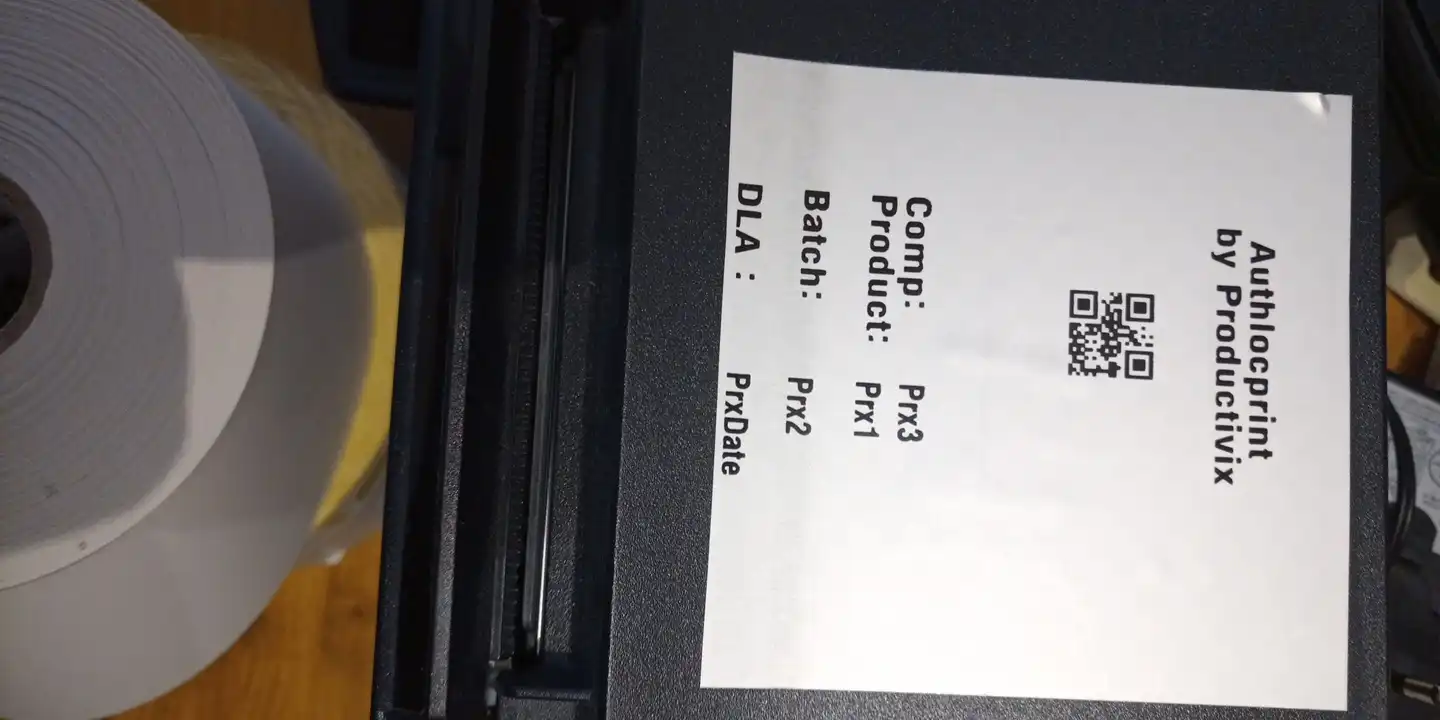 Authlocprint
by Productivix
Comp: Prx3
Product: Prx1
Batch: Prx2
DLA : PrxDate